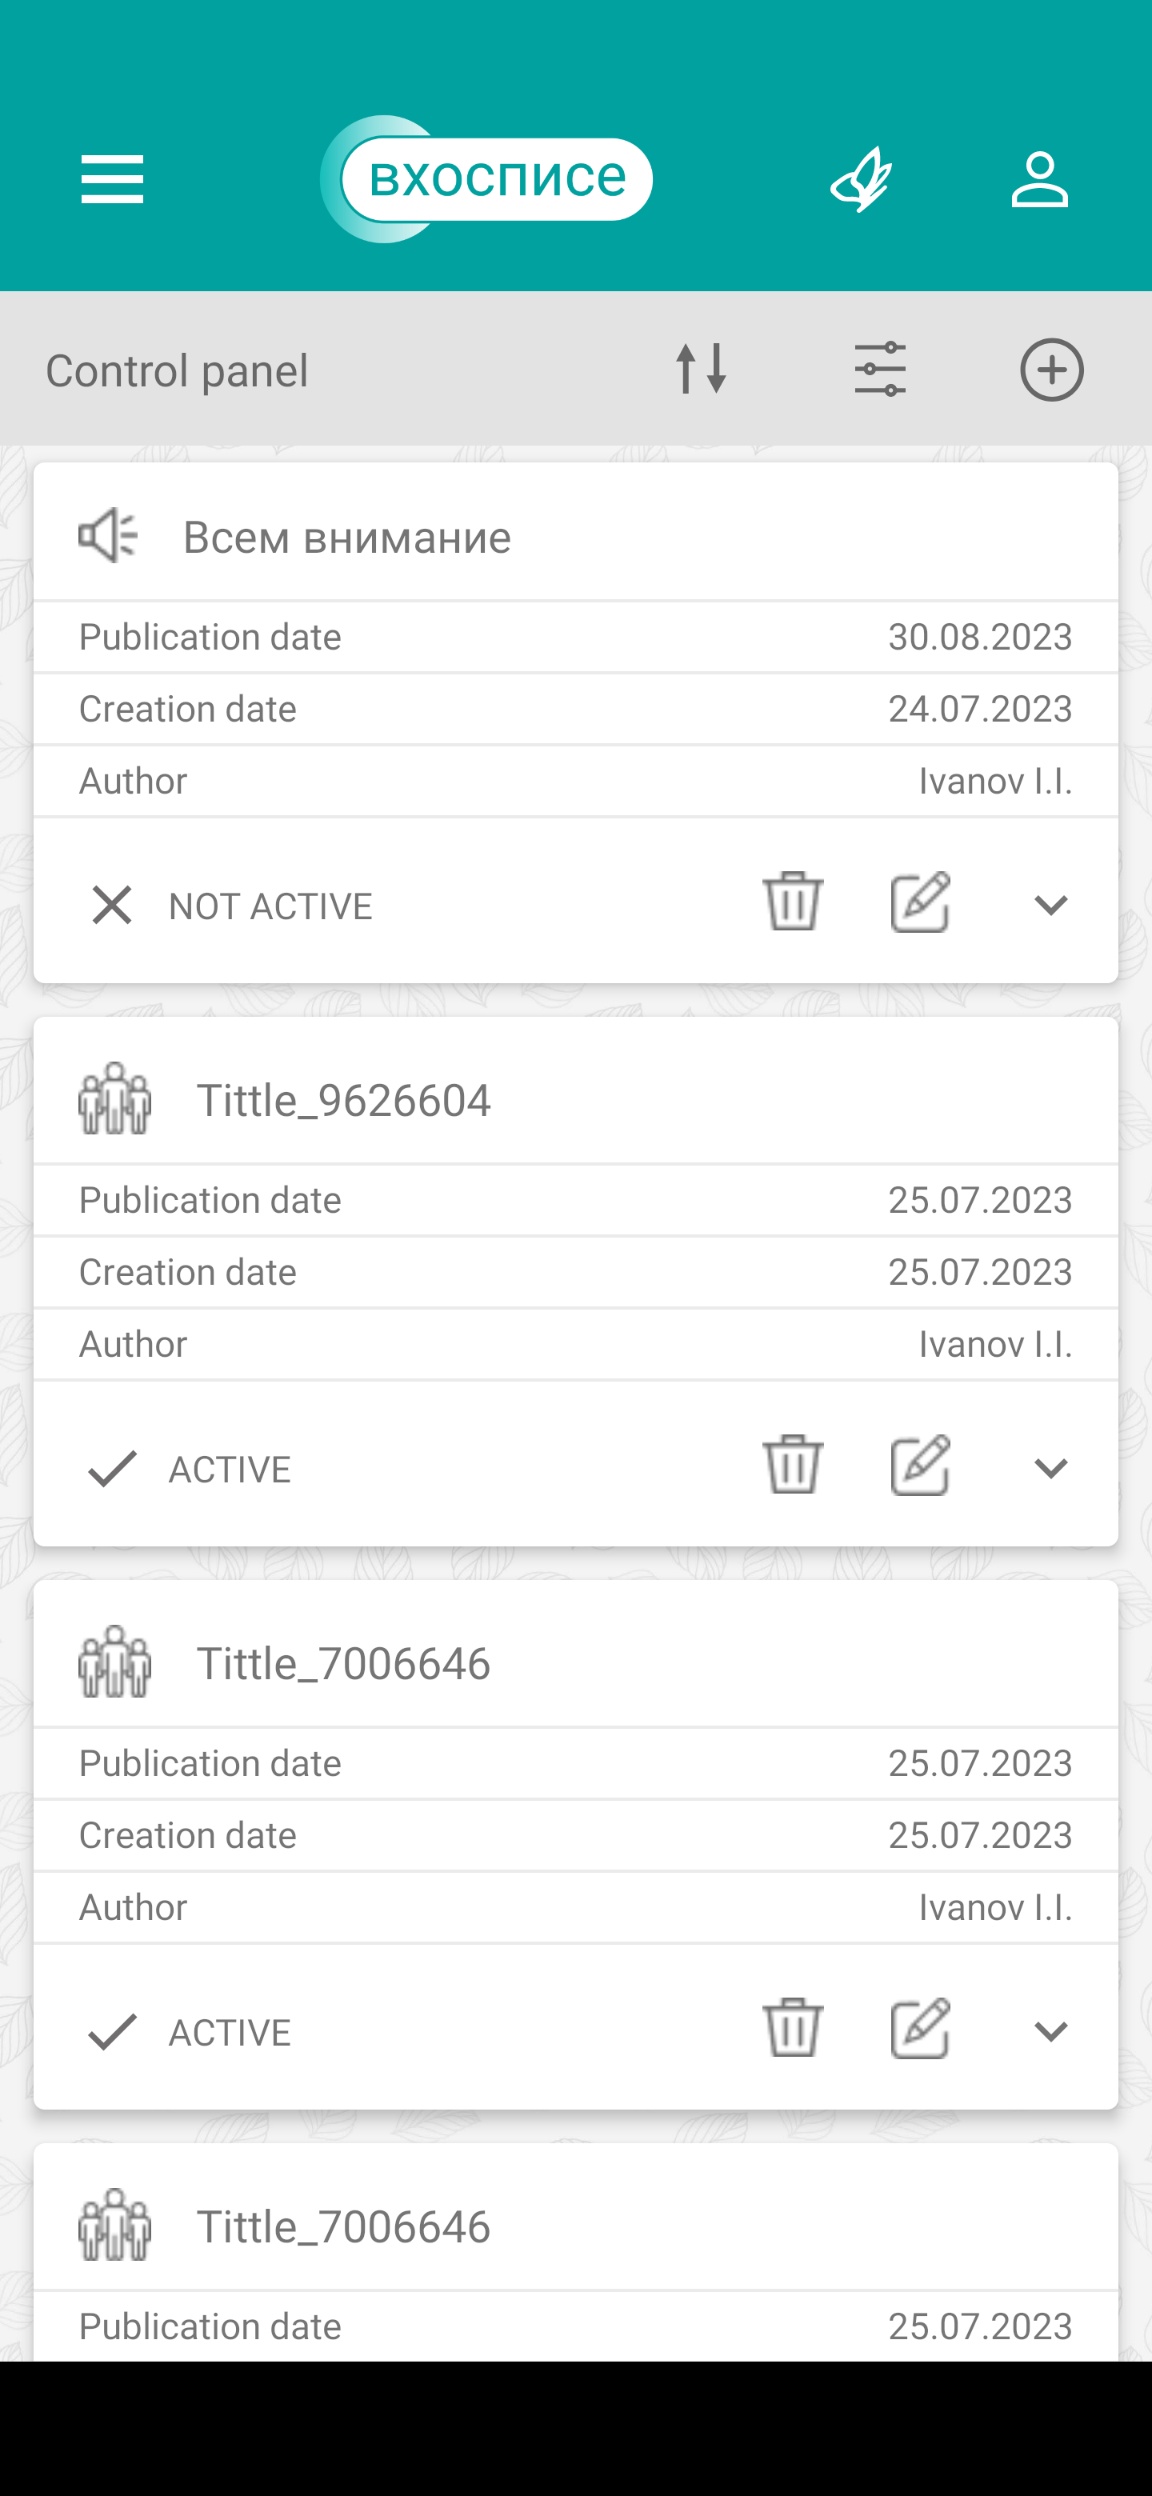 вхосписе
Control panel
Всем внимание
Publication date 30.08.2023
Creation date 24.07.2023
Author Ivanov I.I.
NOT ACTIVE
Tittle_9626604
Publication date 25.07.2023
Creation date 25.07.2023
Author Ivanov I.I.
ACTIVE
Tittle_7006646
Publication date 25.07.2023
Creation date 25.07.2023
Author Ivanov I.I.
ACTIVE
Tittle_7006646
Publication date 25.07.2023